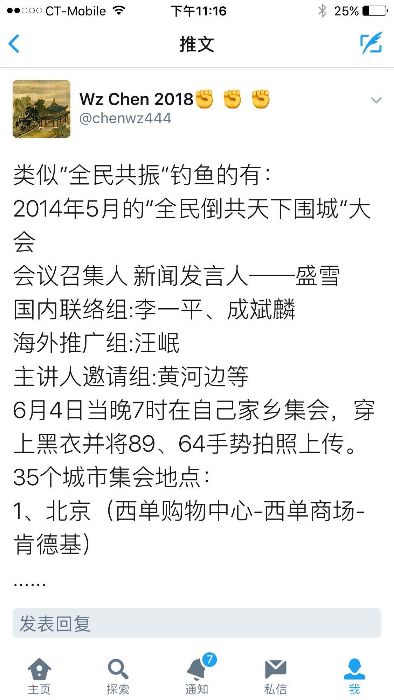 CT-Mobile 下午11:16 25%
推文
Wz Chen 2018✊ ✊ ✊
@chenwz444
类似“全民共振”钓鱼的有：
2014年5月的“全民倒共天下围城”大
会
会议召集人 新闻发言人——盛雪
国内联络组:李一平、成斌麟
海外推广组:汪岷
主讲人邀请组:黄河边等
6月4日当晚7时在自己家乡集会，穿
上黑衣并将89、64手势拍照上传。
35个城市集会地点：
1、北京（西单购物中心-西单商场-
肯德基）
......
发表回复
7
主页 探索 通知 私信 我